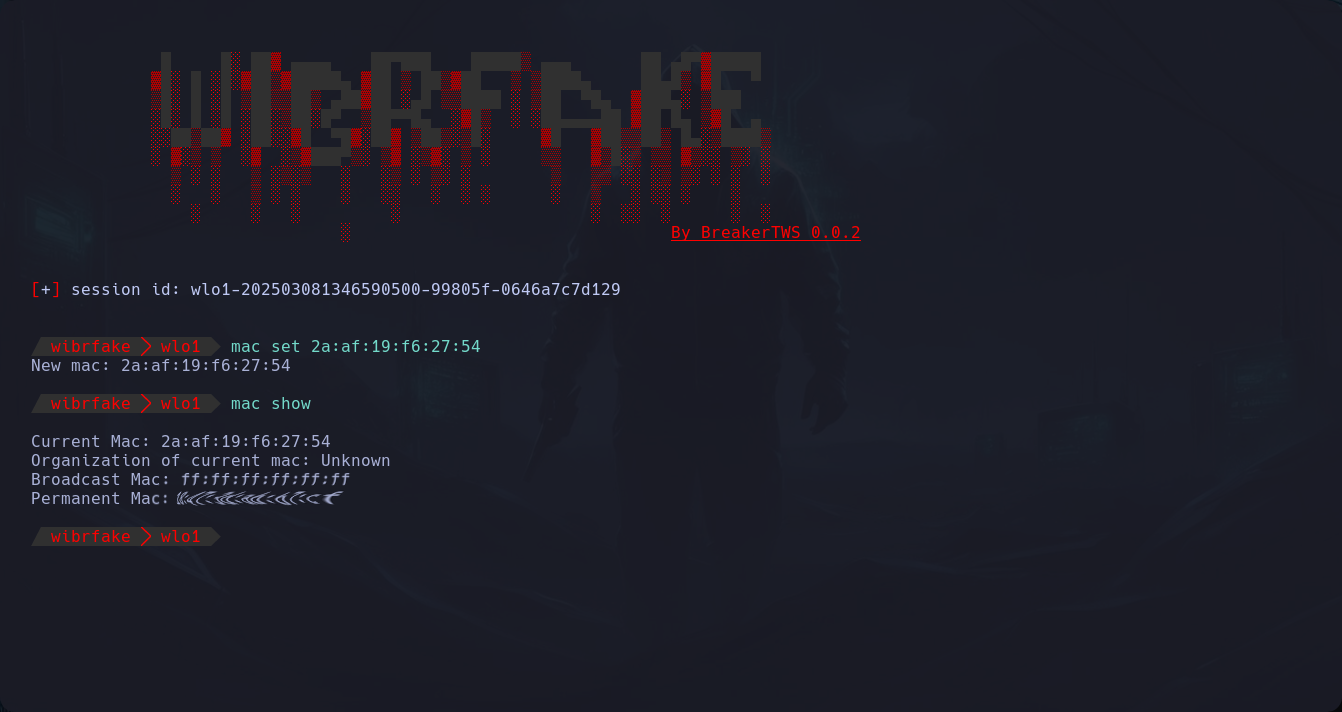 WIBRFAKE
By BreakerTWS 0.0.2
[+] session id: wlo1-202503081346590500-99805f-0646a7c7d129
wibrfake > wlo1 mac set 2a:af:19:f6:27:54
New mac: 2a:af:19:f6:27:54
wibrfake > wlo1 mac show
Current Mac: 2a:af:19:f6:27:54
Organization of current mac: Unknown
Broadcast Mac: ff:ff:ff:ff:ff:ff
Permanent Mac:
wibrfake > wlo1